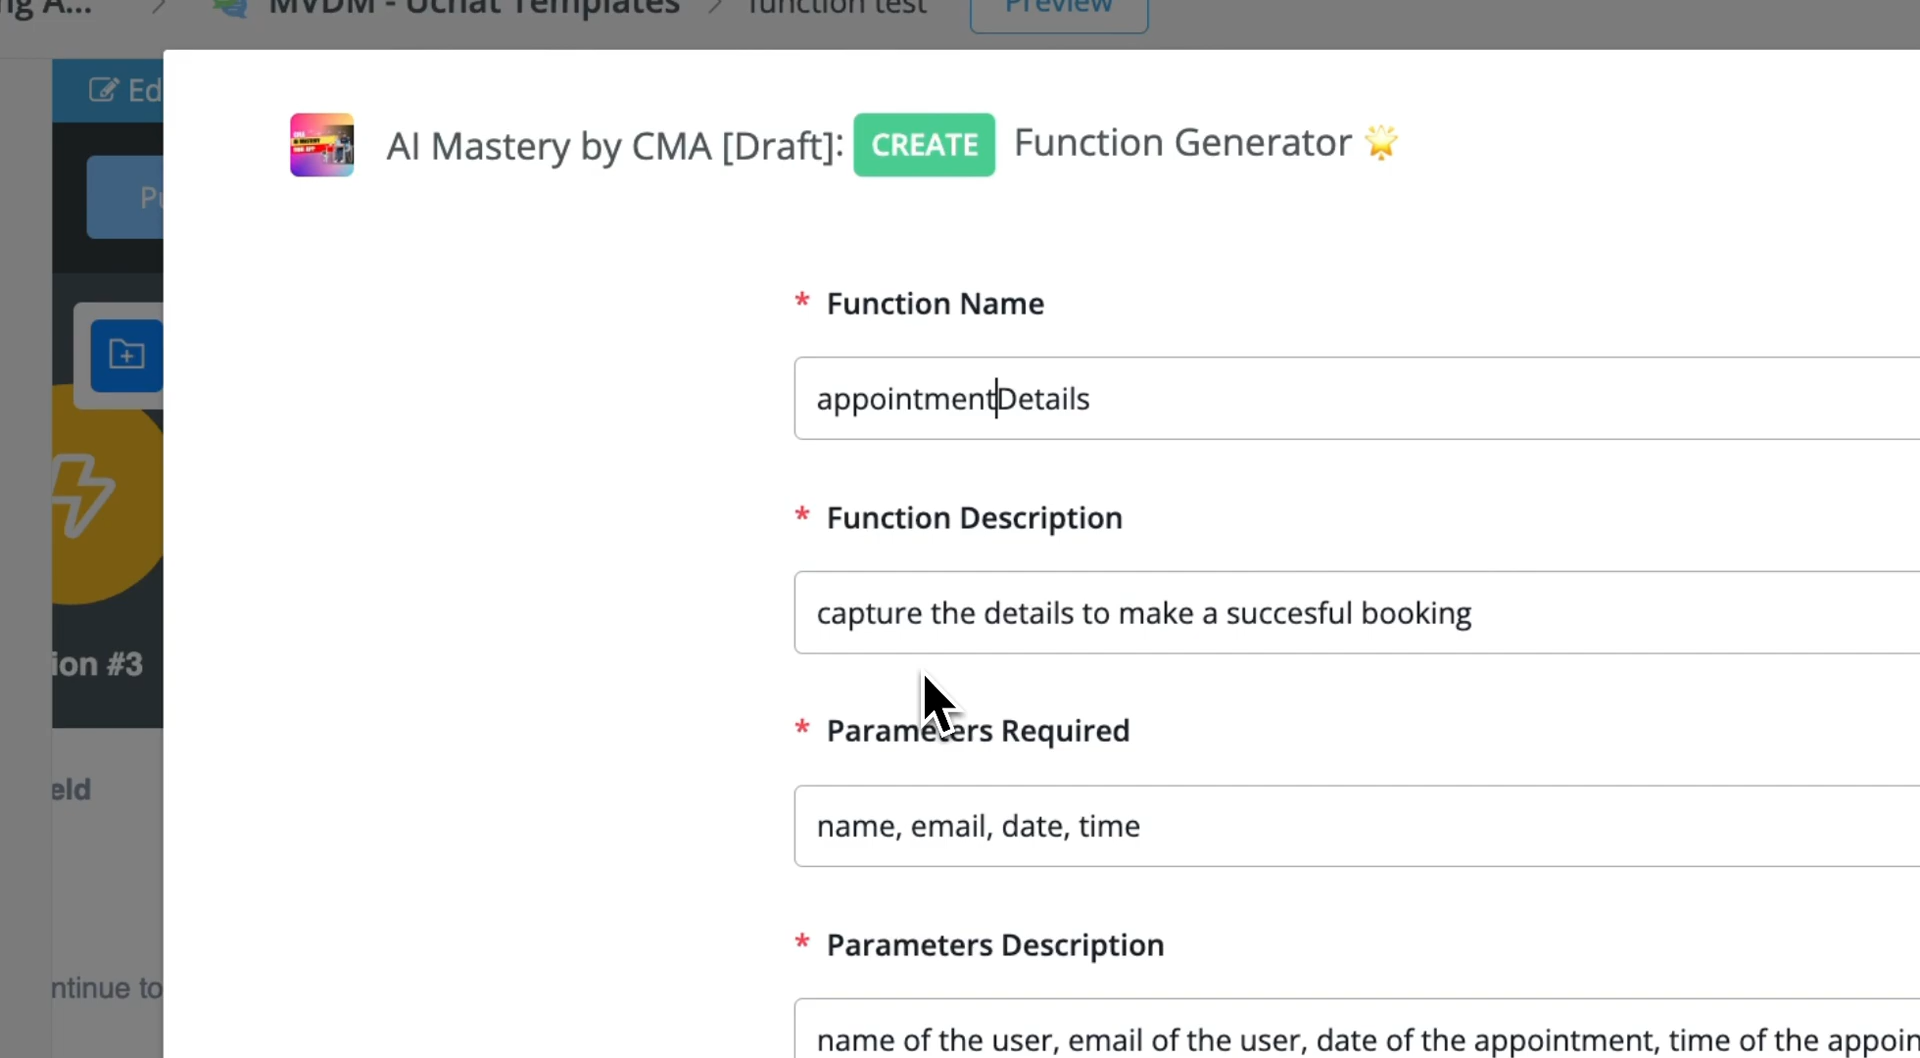 MVDM - Uchat Templates
function test
Preview
Ed
AI Mastery by CMA [Draft]: CREATE Function Generator
* Function Name
appointmentDetails
* Function Description
capture the details to make a succesful booking
* Parameters Required
name, email, date, time
* Parameters Description
name of the user, email of the user, date of the appointment, time of the appoin
ion #3
eld
ntinue to